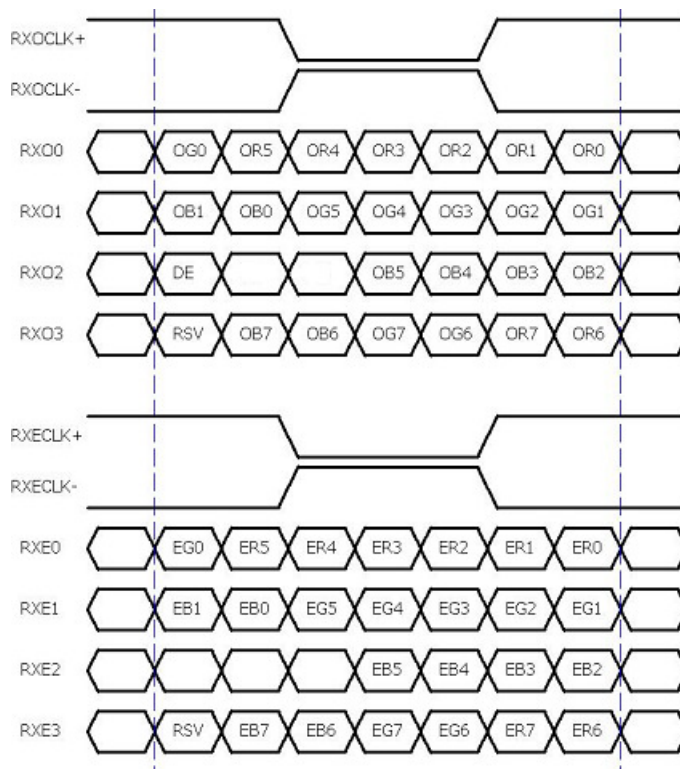 RXOCLK+
RXOCLK-
RXO0 OG0 OR5 OR4 OR3 OR2 OR1 OR0
RXO1 OB1 OB0 OG5 OG4 OG3 OG2 OG1
RXO2 DE OB5 OB4 OB3 OB2
RXO3 RSV OB7 OB6 OG7 OG6 OR7 OR6
RXECLK+
RXECLK-
RXE0 EG0 ER5 ER4 ER3 ER2 ER1 ER0
RXE1 EB1 EB0 EG5 EG4 EG3 EG2 EG1
RXE2 EB5 EB4 EB3 EB2
RXE3 RSV EB7 EB6 EG7 EG6 ER7 ER6